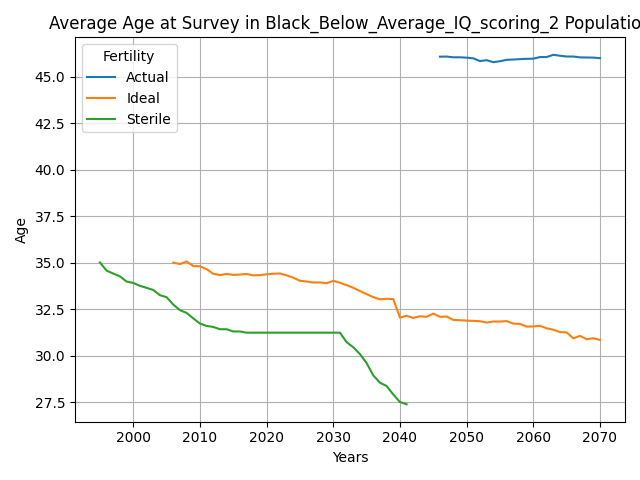 Average Age at Survey in Black_Below_Average_IQ_scoring_2 Populatio
Fertility
Actual
Ideal
Sterile
45.0
42.5
40.0
37.5
35.0
32.5
30.0
27.5
Age
2000 2010 2020 2030 2040 2050 2060 2070
Years